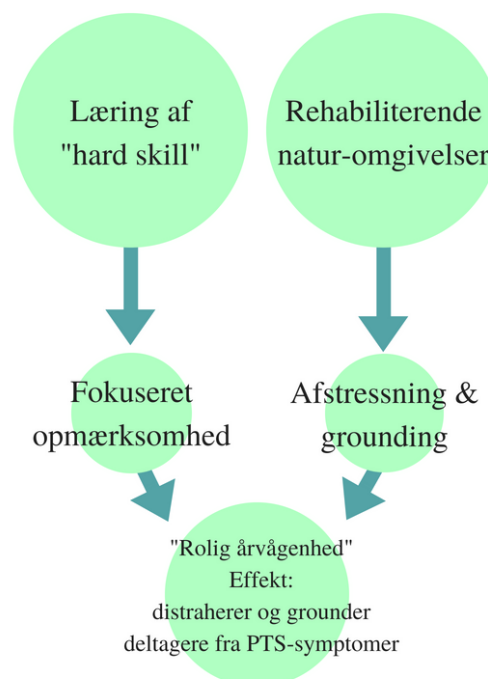 Læring af
"hard skill"
Rehabiliterende
natur-omgivelser
Fokuseret
opmærksomhed
Afstressning &
grounding
"Rolig årvågenhed"
Effekt:
distraherer og grounder
deltagere fra PTS-symptomer